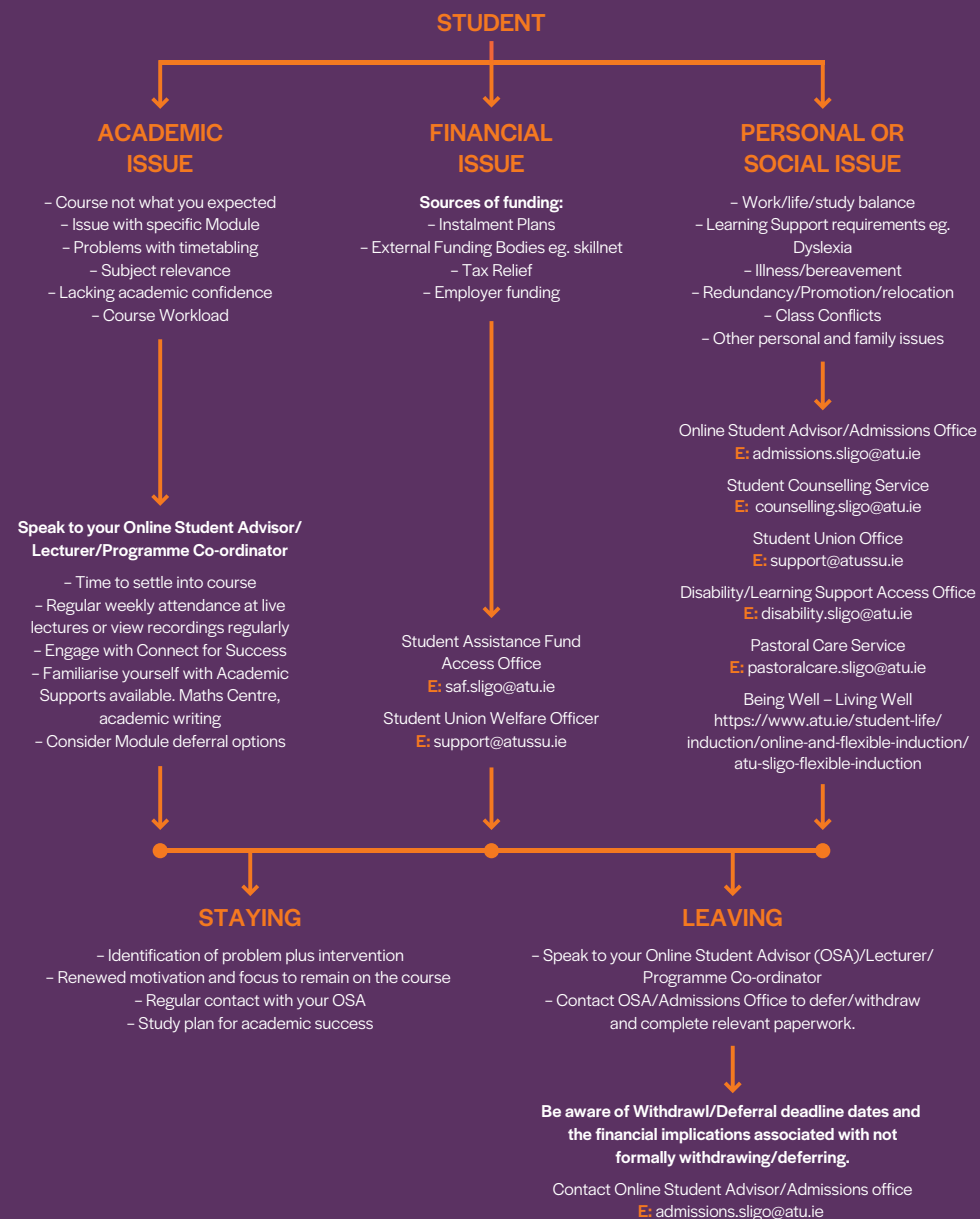 STUDENT
ACADEMIC
ISSUE
– Course not what you expected
– Issue with specific Module
– Problems with timetabling
– Subject relevance
– Lacking academic confidence
– Course Workload
Speak to your Online Student Advisor/
Lecturer/Programme Co-ordinator
– Time to settle into course
– Regular weekly attendance at live
lectures or view recordings regularly
– Engage with Connect for Success
– Familiarise yourself with Academic
Supports available. Maths Centre,
academic writing
– Consider Module deferral options
FINANCIAL
ISSUE
Sources of funding:
– Instalment Plans
– External Funding Bodies eg. skillnet
– Tax Relief
– Employer funding
Student Assistance Fund
Access Office
E: saf.sligo@atu.ie
Student Union Welfare Officer
E: support@atussu.ie
PERSONAL OR
SOCIAL ISSUE
– Work/life/study balance
– Learning Support requirements eg.
Dyslexia
– Illness/bereavement
– Redundancy/Promotion/relocation
– Class Conflicts
– Other personal and family issues
Online Student Advisor/Admissions Office
E: admissions.sligo@atu.ie
Student Counselling Service
E: counselling.sligo@atu.ie
Student Union Office
E: support@atussu.ie
Disability/Learning Support Access Office
E: disability.sligo@atu.ie
Pastoral Care Service
E: pastoralcare.sligo@atu.ie
Being Well – Living Well
https://www.atu.ie/student-life/
induction/online-and-flexible-induction/
atu-sligo-flexible-induction
STAYING
– Identification of problem plus intervention
– Renewed motivation and focus to remain on the course
– Regular contact with your OSA
– Study plan for academic success
LEAVING
– Speak to your Online Student Advisor (OSA)/Lecturer/
Programme Co-ordinator
– Contact OSA/Admissions Office to defer/withdraw
and complete relevant paperwork.
Be aware of Withdrawl/Deferral deadline dates and
the financial implications associated with not
formally withdrawing/deferring.
Contact Online Student Advisor/Admissions office
E: admissions.sligo@atu.ie